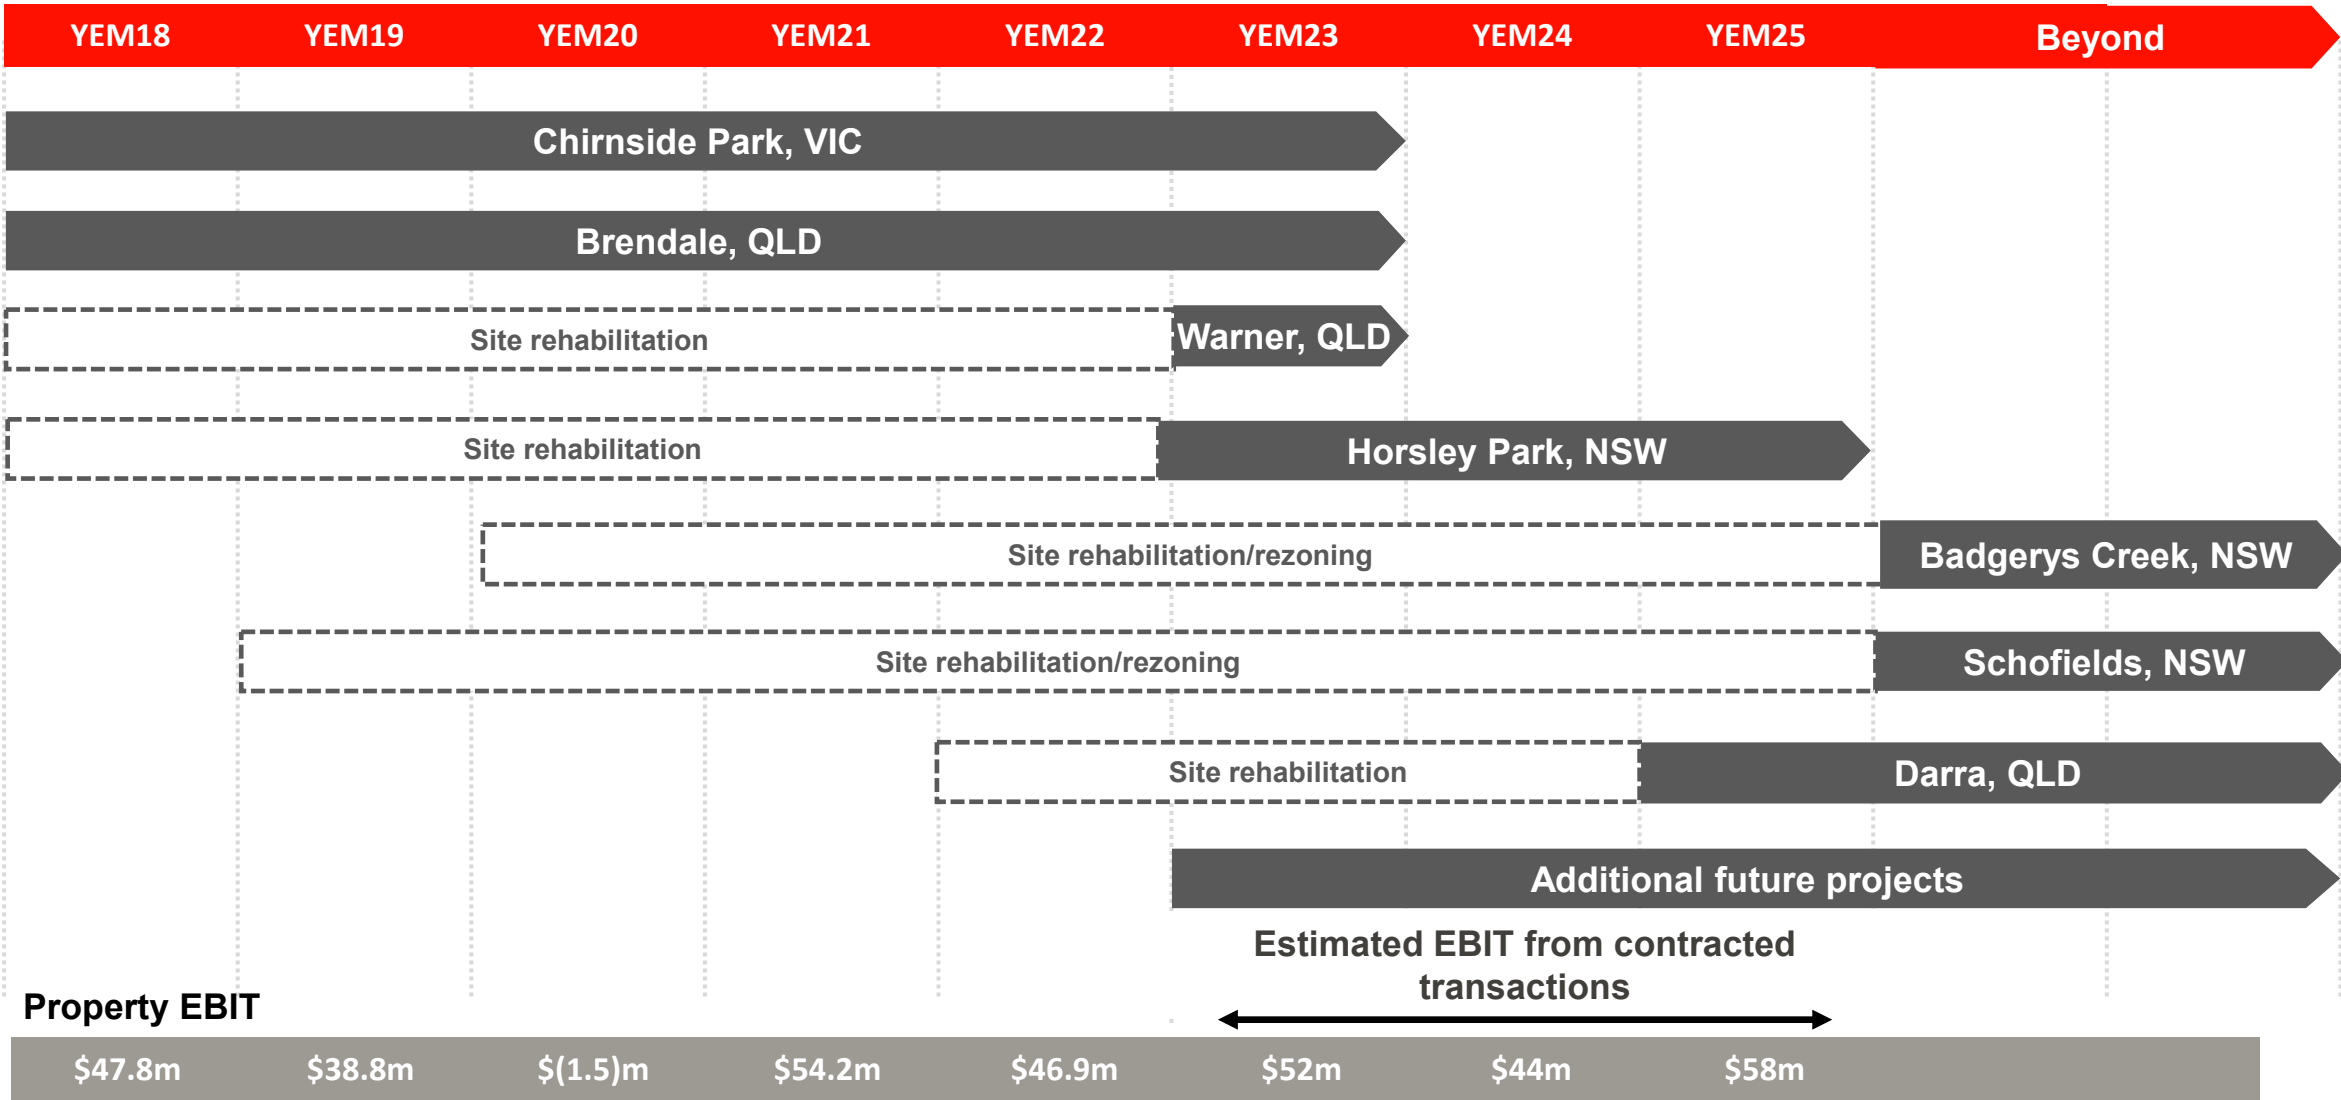 YEM18 YEM19 YEM20 YEM21 YEM22 YEM23 YEM24 YEM25 Beyond
Chirnside Park, VIC
Brendale, QLD
Site rehabilitation Warner, QLD
Site rehabilitation Horsley Park, NSW
Site rehabilitation/rezoning Badgerys Creek, NSW
Site rehabilitation/rezoning Schofields, NSW
Site rehabilitation Darra, QLD
Additional future projects
Estimated EBIT from contracted
transactions
Property EBIT
$47.8m $38.8m $(1.5)m $54.2m $46.9m $52m $44m $58m